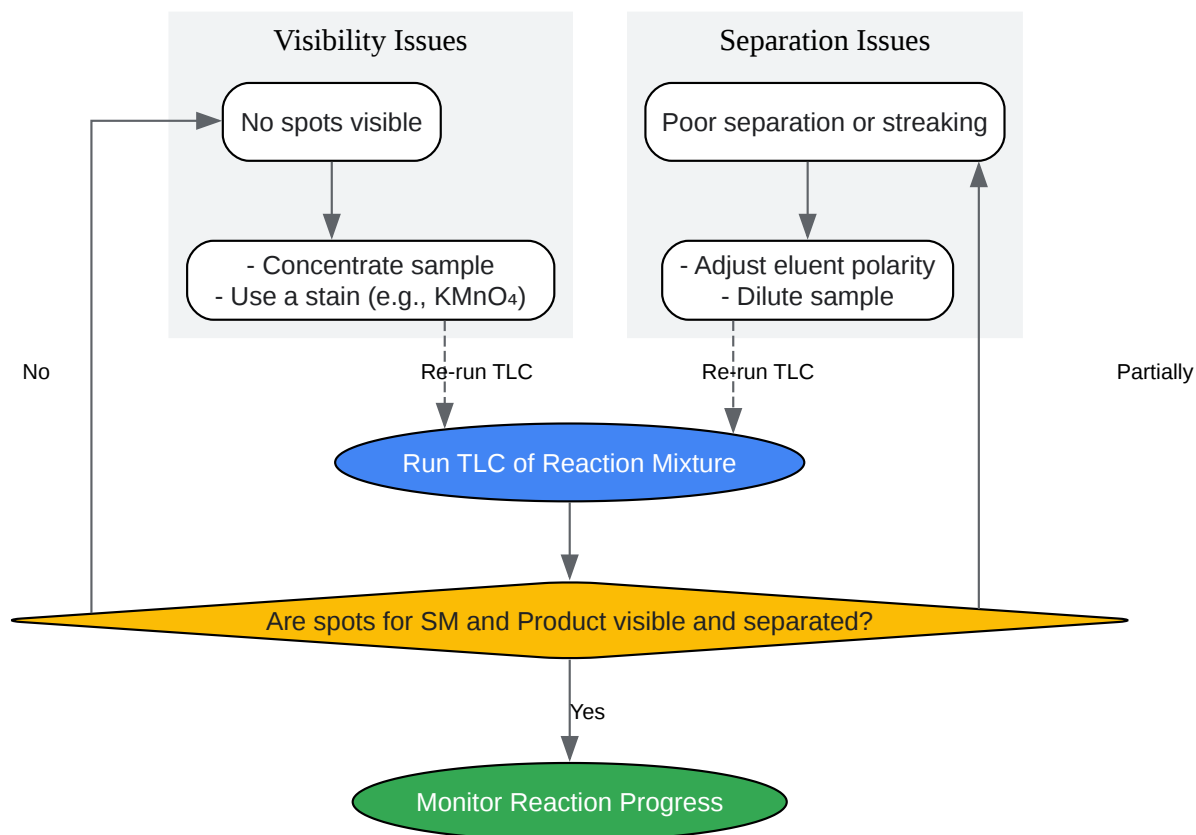 Visibility Issues
Separation Issues
No spots visible
Poor separation or streaking
- Concentrate sample
- Use a stain (e.g., KMnO₄)
- Adjust eluent polarity
- Dilute sample
No
Re-run TLC
Re-run TLC
Partially
Run TLC of Reaction Mixture
Are spots for SM and Product visible and separated?
Yes
Monitor Reaction Progress